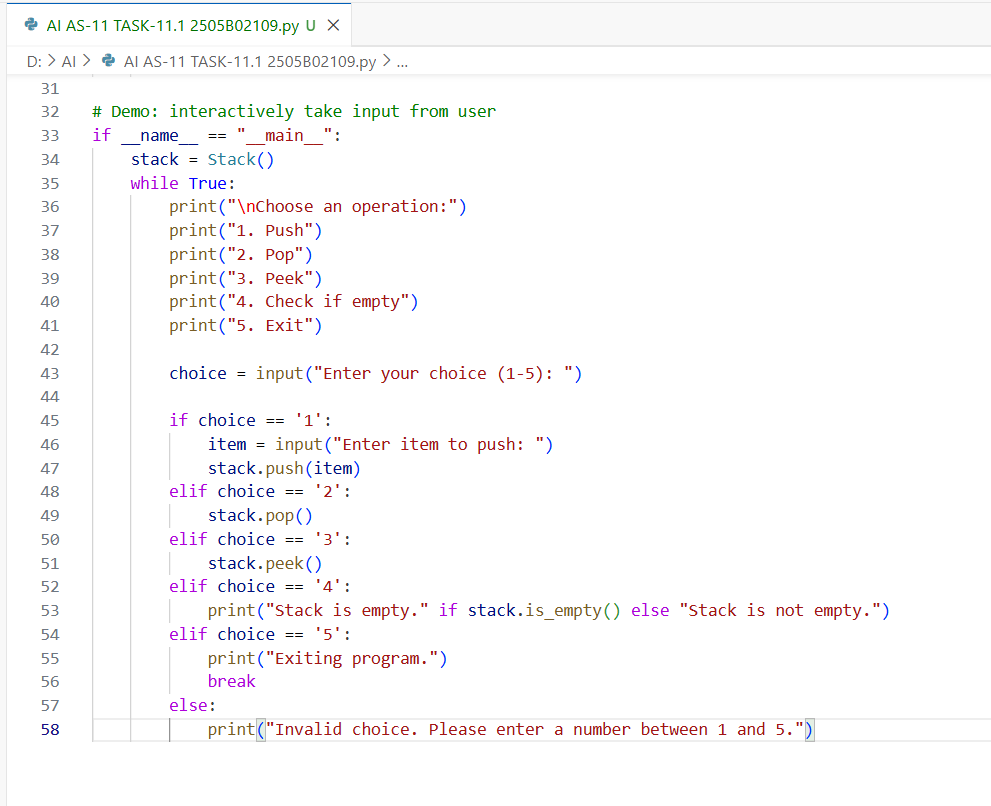 AI AS-11 TASK-11.1 2505B02109.py U ×
D: > AI > AI AS-11 TASK-11.1 2505B02109.py > ...
31
32 # Demo: interactively take input from user
33 if __name__ == "__main__":
34     stack = Stack()
35     while True:
36         print("\nChoose an operation:")
37         print("1. Push")
38         print("2. Pop")
39         print("3. Peek")
40         print("4. Check if empty")
41         print("5. Exit")
42
43         choice = input("Enter your choice (1-5): ")
44
45         if choice == '1':
46             item = input("Enter item to push: ")
47             stack.push(item)
48         elif choice == '2':
49             stack.pop()
50         elif choice == '3':
51             stack.peek()
52         elif choice == '4':
53             print("Stack is empty." if stack.is_empty() else "Stack is not empty.")
54         elif choice == '5':
55             print("Exiting program.")
56             break
57         else:
58             print("Invalid choice. Please enter a number between 1 and 5.")